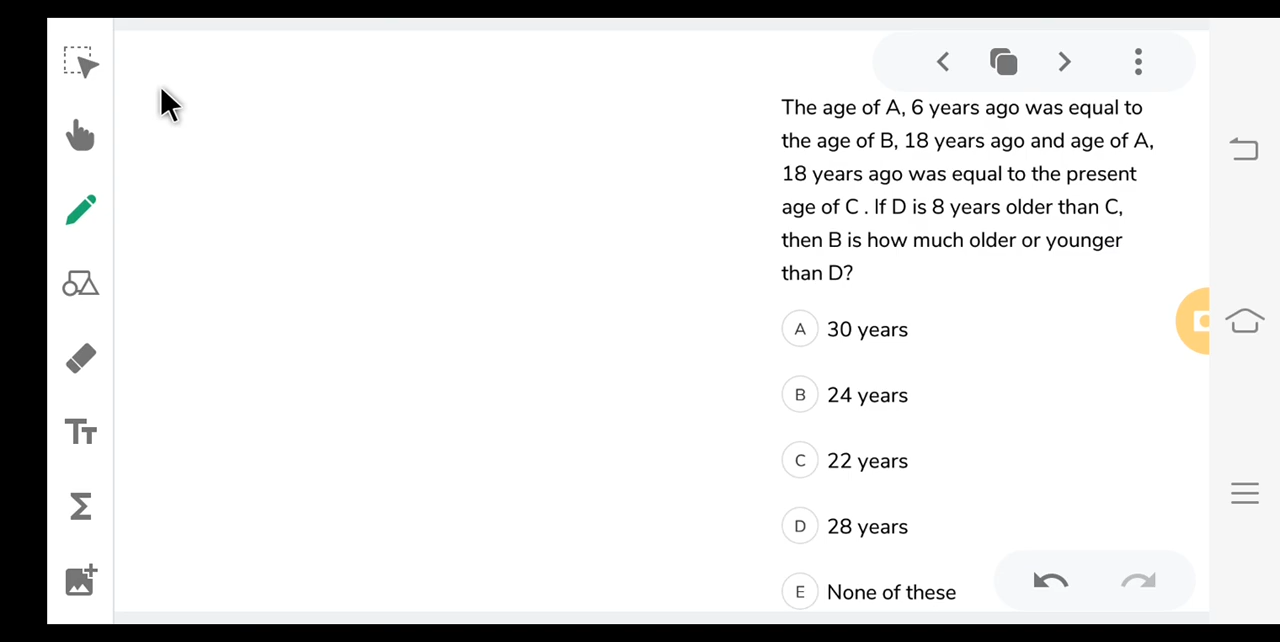 The age of A, 6 years ago was equal to
the age of B, 18 years ago and age of A,
18 years ago was equal to the present
age of C . If D is 8 years older than C,
then B is how much older or younger
than D?
A 30 years
B 24 years
C 22 years
D 28 years
E None of these
Tт
Σ